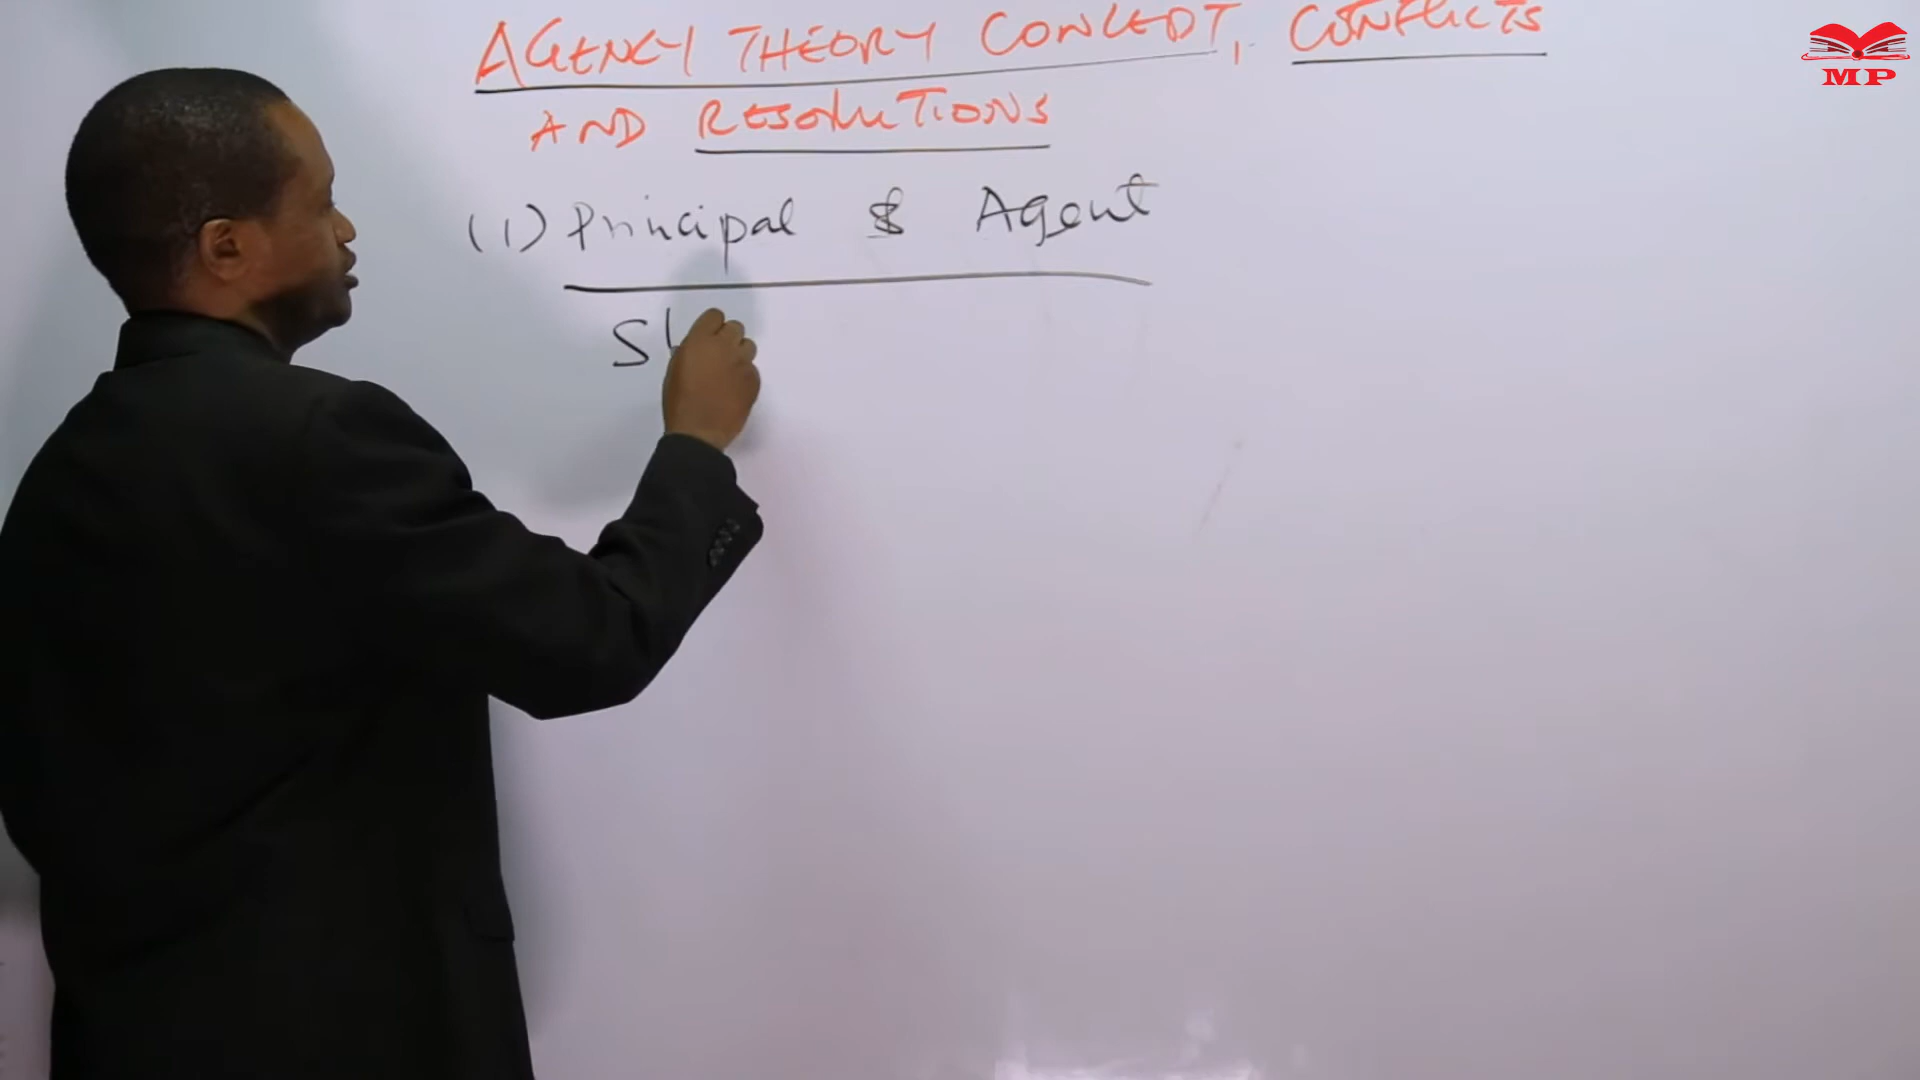 AGENCY THEORY CONCEPT, CONFLICTS
AND RESOLUTIONS
(1) Principal & Agent
Sh
MP